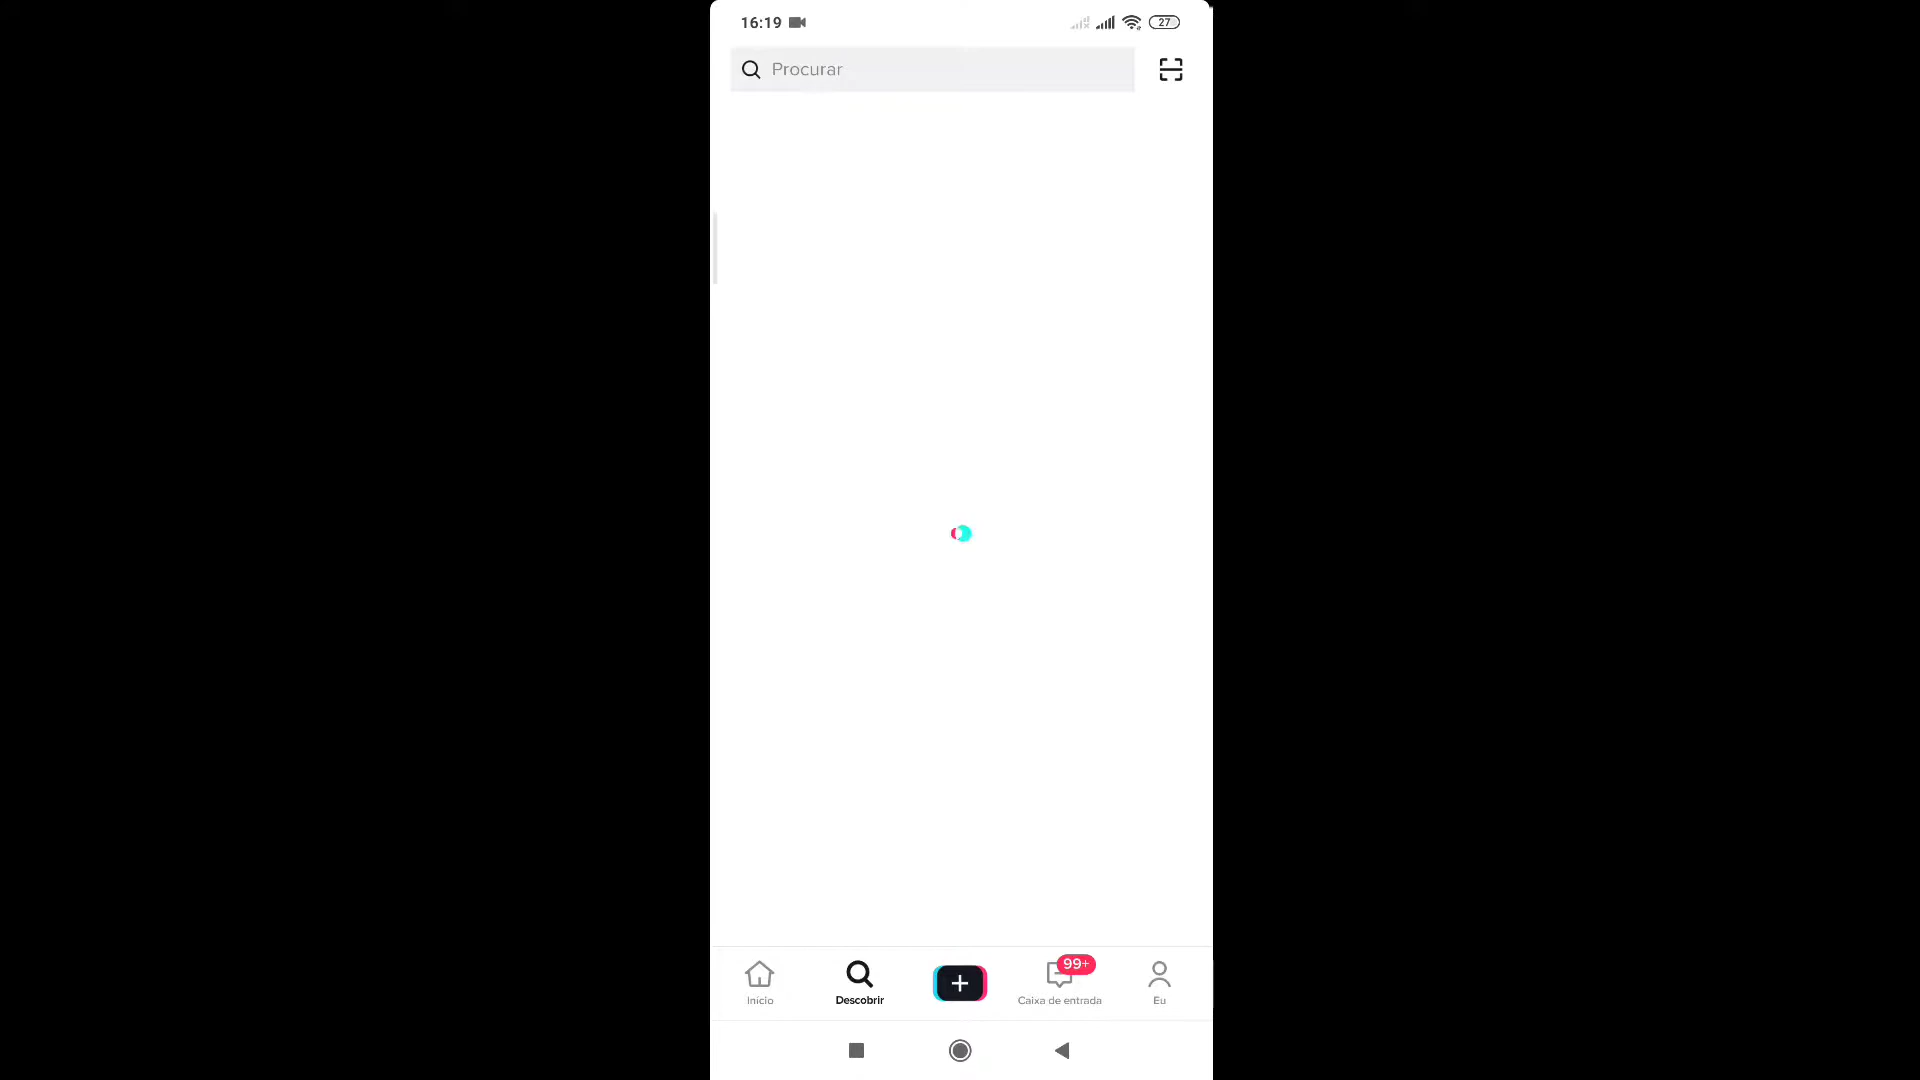 16:19
27
Procurar
99+
Início
Descobrir
Caixa de entrada
Eu